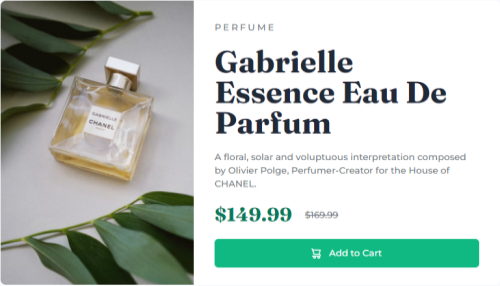 PERFUME
Gabrielle
Essence Eau De
Parfum
A floral, solar and voluptuous interpretation composed
by Olivier Polge, Perfumer-Creator for the House of
CHANEL.
$149.99 $169.99
Add to Cart
GABRIELLE
CHANEL